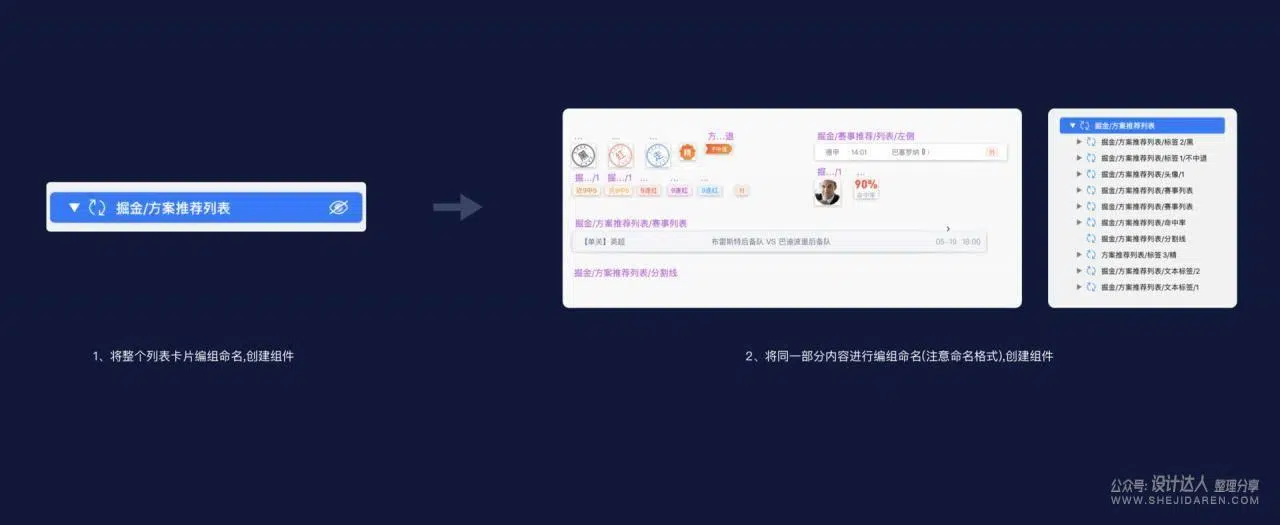 掘金/方案推荐列表
1、将整个列表卡片编组命名,创建组件
... ... ... 方...退
黑 红 走 精 不中退
掘.../1 掘.../1 ... ... ...
近9中5 近9中5 9连红 9连红 9连红
掘金/赛事推荐/列表/左侧
德甲 14:01 巴塞罗纳 0
掘.../1 ...
90%
命中率
掘金/方案推荐列表/赛事列表
【单关】英超 布雷斯特后备队 VS 巴迪波里后备队 05-19 18:00
掘金/方案推荐列表/分割线
掘金/方案推荐列表
掘金/方案推荐列表/标签 2/黑
掘金/方案推荐列表/标签 1/不中退
掘金/方案推荐列表/头像/1
掘金/方案推荐列表/赛事列表
掘金/方案推荐列表/赛事列表
掘金/方案推荐列表/命中率
掘金/方案推荐列表/分割线
方案推荐列表/标签 3/精
掘金/方案推荐列表/文本标签/2
掘金/方案推荐列表/文本标签/1
2、将同一部分内容进行编组命名(注意命名格式),创建组件
公众号: 设计达人 整理分享
WWW.SHEJIDAREN.COM